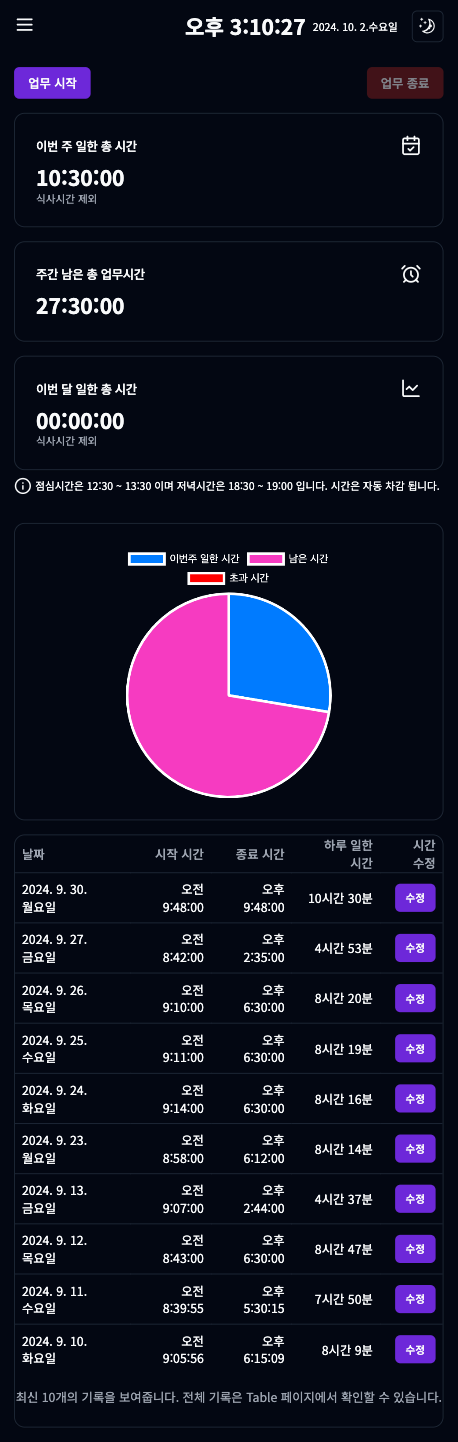 오후 3:10:27 2024. 10. 2.수요일
업무 시작 업무 종료
이번 주 일한 총 시간
10:30:00
식사시간 제외
주간 남은 총 업무시간
27:30:00
이번 달 일한 총 시간
00:00:00
식사시간 제외
점심시간은 12:30 ~ 13:30 이며 저녁시간은 18:30 ~ 19:00 입니다. 시간은 자동 차감 됩니다.
이번주 일한 시간 남은 시간
초과 시간
날짜 시작 시간 종료 시간 하루 일한 시간
시간 수정
2024. 9. 30. 월요일 오전 9:48:00 오후 9:48:00 10시간 30분 수정
2024. 9. 27. 금요일 오전 8:42:00 오후 2:35:00 4시간 53분 수정
2024. 9. 26. 목요일 오전 9:10:00 오후 6:30:00 8시간 20분 수정
2024. 9. 25. 수요일 오전 9:11:00 오후 6:30:00 8시간 19분 수정
2024. 9. 24. 화요일 오전 9:14:00 오후 6:30:00 8시간 16분 수정
2024. 9. 23. 월요일 오전 8:58:00 오후 6:12:00 8시간 14분 수정
2024. 9. 13. 금요일 오전 9:07:00 오후 2:44:00 4시간 37분 수정
2024. 9. 12. 목요일 오전 8:43:00 오후 6:30:00 8시간 47분 수정
2024. 9. 11. 수요일 오전 8:39:55 오후 5:30:15 7시간 50분 수정
2024. 9. 10. 화요일 오전 9:05:56 오후 6:15:09 8시간 9분 수정
최신 10개의 기록을 보여줍니다. 전체 기록은 Table 페이지에서 확인할 수 있습니다.